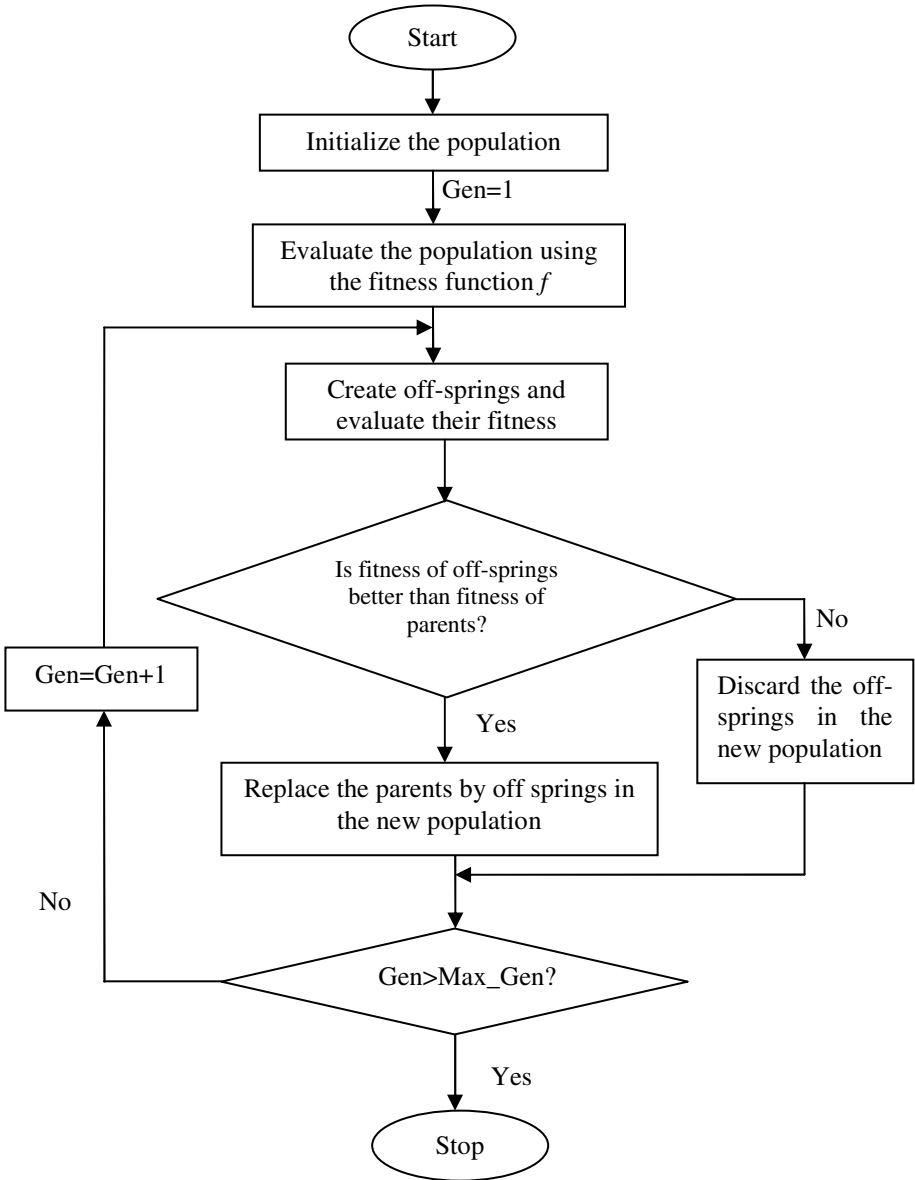 Start
Initialize the population
Gen=1
Evaluate the population using
the fitness function f
Create off-springs and
evaluate their fitness
Is fitness of off-springs
better than fitness of
parents?
No
Gen=Gen+1
Discard the off-
springs in the
new population
Yes
Replace the parents by off springs in
the new population
No
Gen>Max_Gen?
Yes
Stop